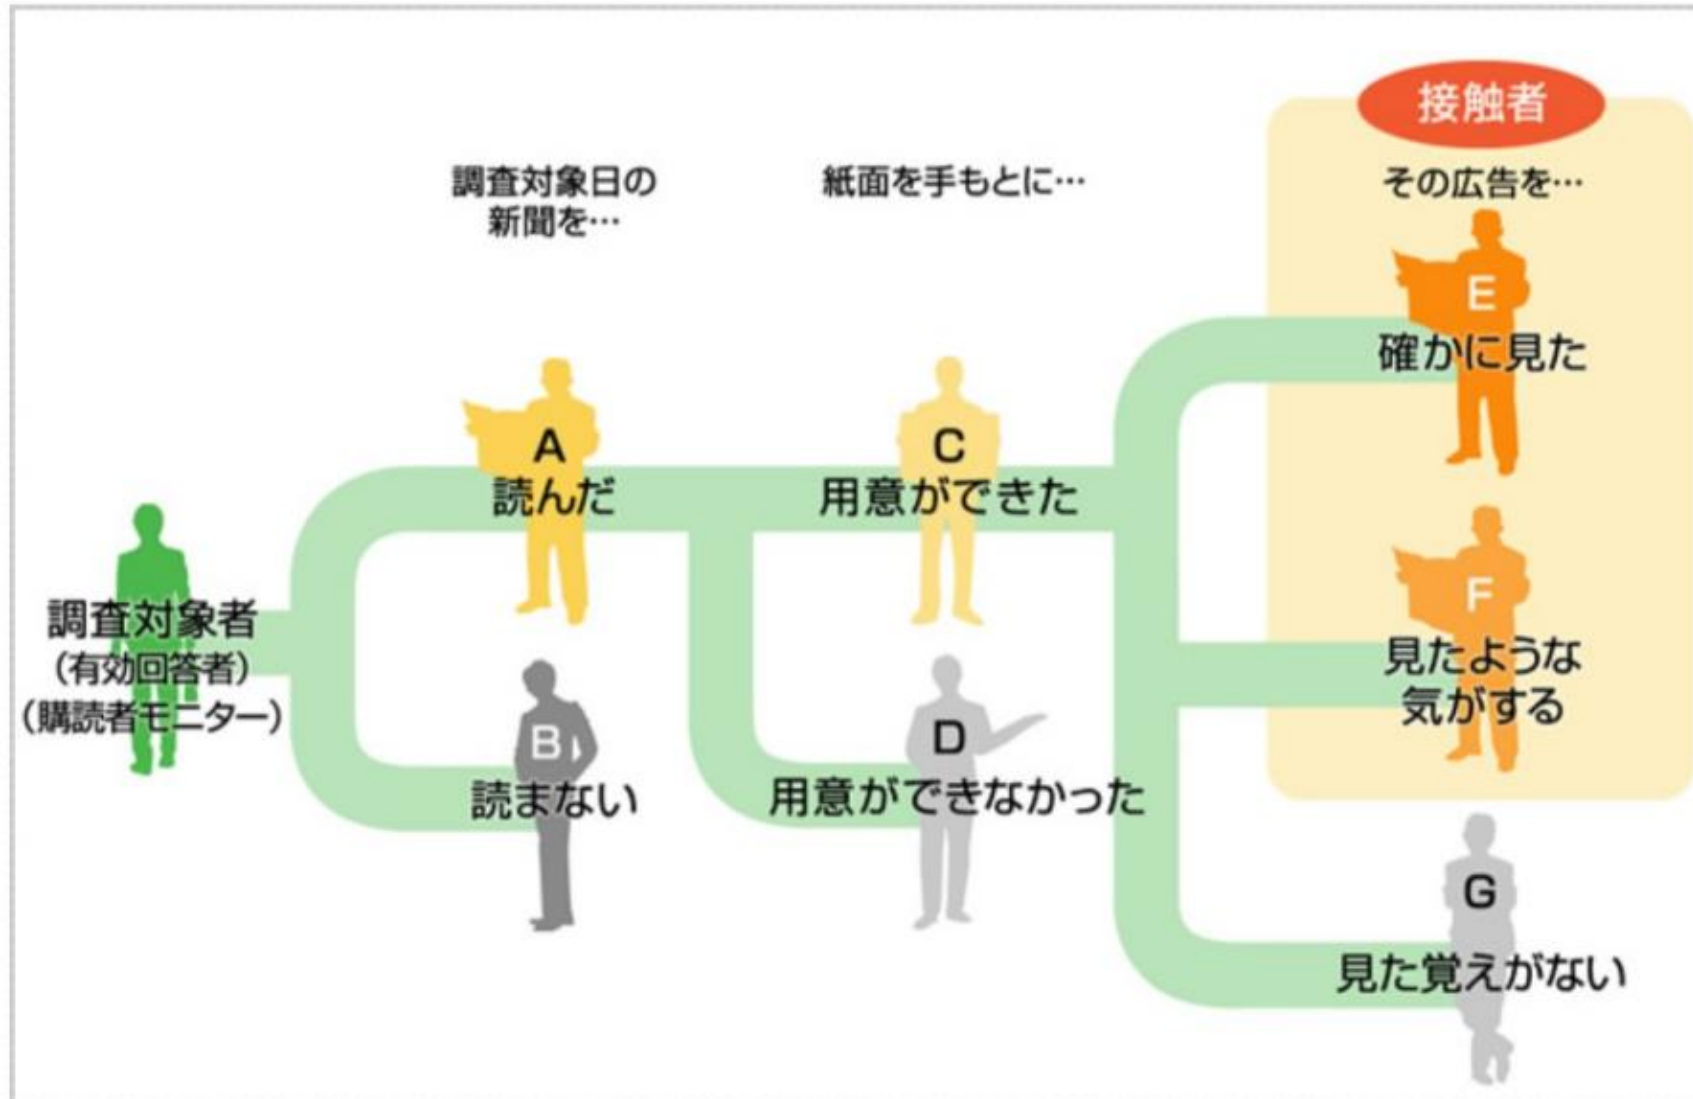 接触者
調査対象日の
新聞を…
紙面を手もとに…
その広告を…
E
確かに見た
A
読んだ
C
用意ができた
調査対象者
(有効回答者)
(購読者モニター)
F
見たような
気がする
B
読まない
D
用意ができなかった
G
見た覚えがない